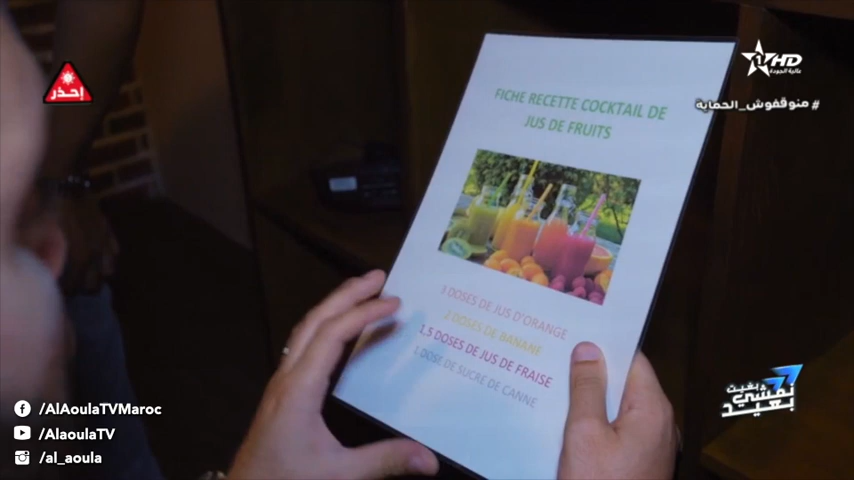 HD
عالية الجودة
إحذر
#منوقفوش_الحماية
FICHE RECETTE COCKTAIL DE
JUS DE FRUITS
3 DOSES DE JUS D'ORANGE
2 DOSES DE BANANE
1,5 DOSES DE JUS DE FRAISE
1 DOSE DE SUCRE DE CANNE
بغيت
نمشي
بعيد
/AlAoulaTVMaroc
/AlaoulaTV
/al_aoula